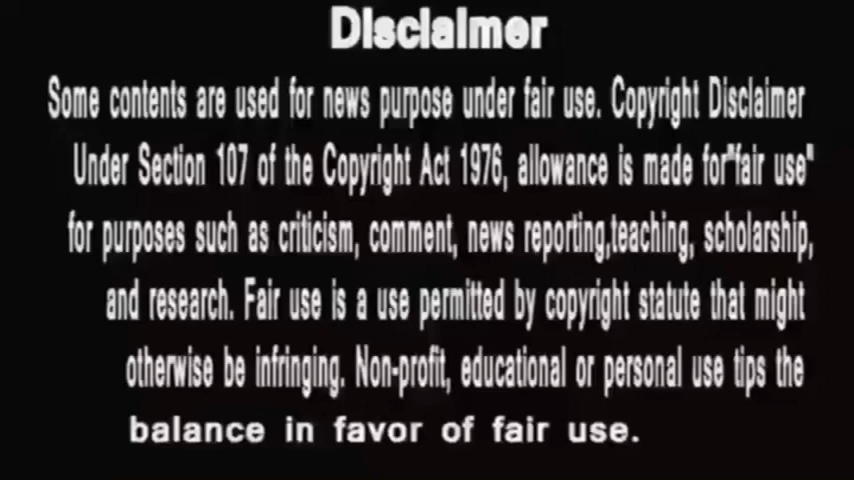 Disclaimer
Some contents are used for news purpose under fair use. Copyright Disclaimer
Under Section 107 of the Copyright Act 1976, allowance is made for"fair use"
for purposes such as criticism, comment, news reporting,teaching, scholarship,
and research. Fair use is a use permitted by copyright statute that might
otherwise be infringing. Non-profit, educational or personal use tips the
balance in favor of fair use.